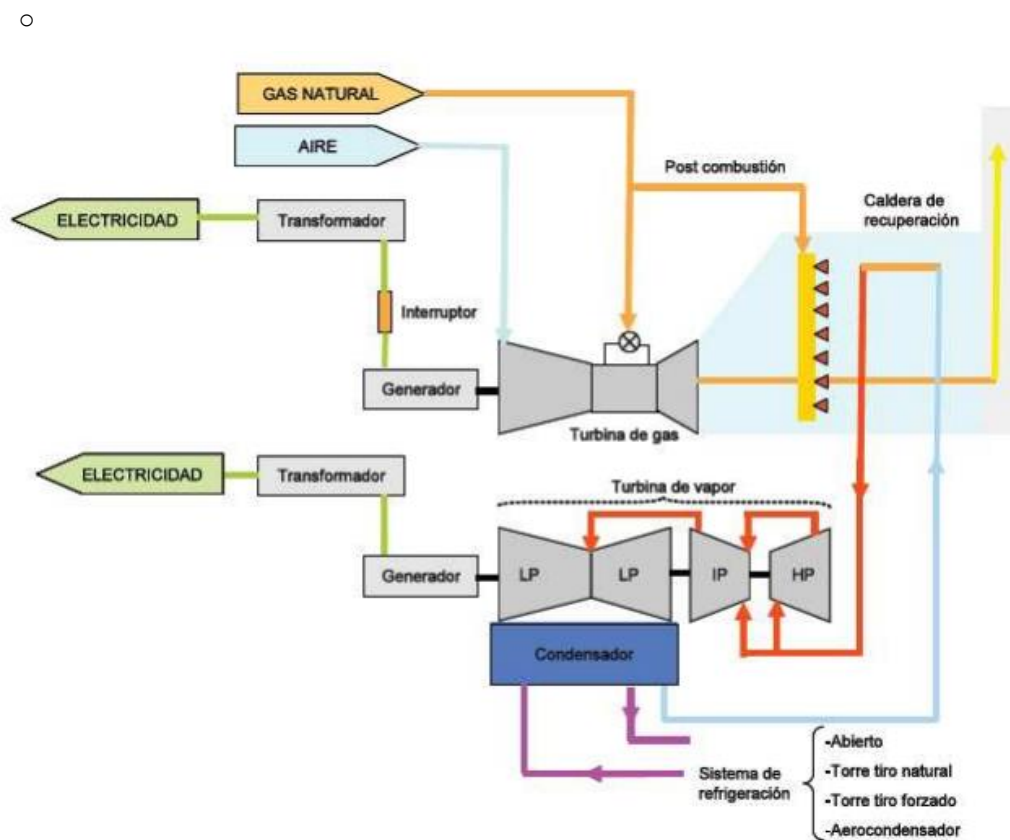 GAS NATURAL
AIRE
Post combustión
Caldera de
recuperación
ELECTRICIDAD
Transformador
Interruptor
Generador
Turbina de gas
ELECTRICIDAD
Transformador
Turbina de vapor
Generador
LP
LP
IP
HP
Condensador
Sistema de
refrigeración
-Abierto
-Torre tiro natural
-Torre tiro forzado
-Aerocondensador